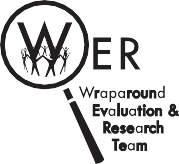 WER
Wraparound
Evaluation &
Research
Team